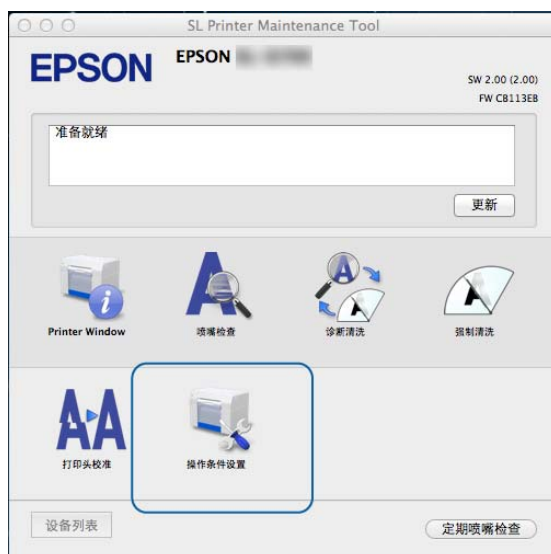 SL Printer Maintenance Tool
EPSON
EPSON
SW 2.00 (2.00)
FW CB113EB
准备就绪
更新
Printer Window
喷嘴检查
诊断清洗
强制清洗
打印头校准
操作条件设置
设备列表
定期喷嘴检查